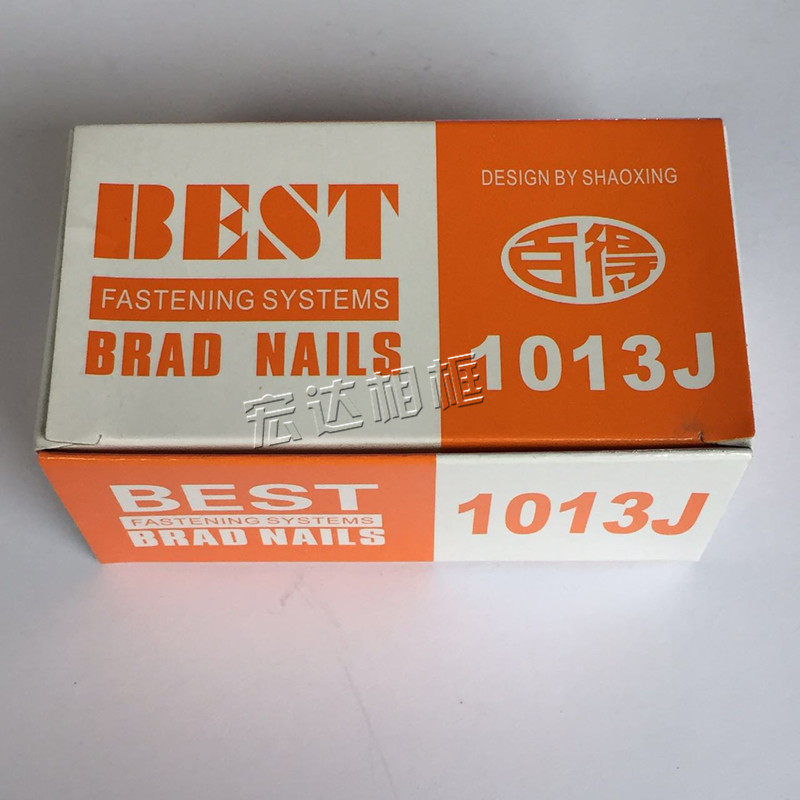 BEST
FASTENING SYSTEMS
BRAD NAILS
DESIGN BY SHAOXING
百得
1013J
宏达相框
BEST
FASTENING SYSTEMS
BRAD NAILS
1013J